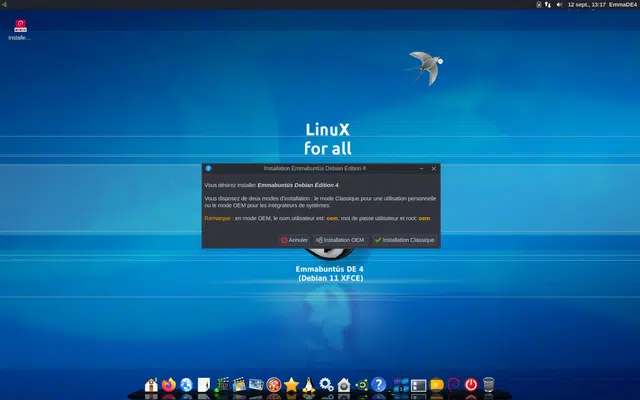 12 sept., 13:17 EmmaDE4
Installe...
LinuX
for all
Installation Emmabuntüs Debian Edition 4
Vous désirez installer Emmabuntüs Debian Edition 4.
Vous disposez de deux modes d'installation : le mode Classique pour une utilisation personnelle
ou le mode OEM pour les intégrateurs de systèmes.
Remarque : en mode OEM, le nom utilisateur est: oem, mot de passe utilisateur et root: oem
Annuler Installation OEM Installation Classique
Emmabuntüs DE 4
(Debian 11 XFCE)